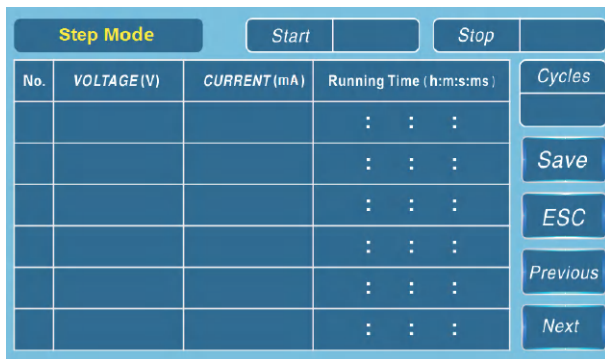 Step Mode Start Stop
No. VOLTAGE(V) CURRENT(mA) Running Time (h:m:s:ms) Cycles
: : :
: : :
Save
: : :
ESC
: : :
: : :
Previous
: : :
Next